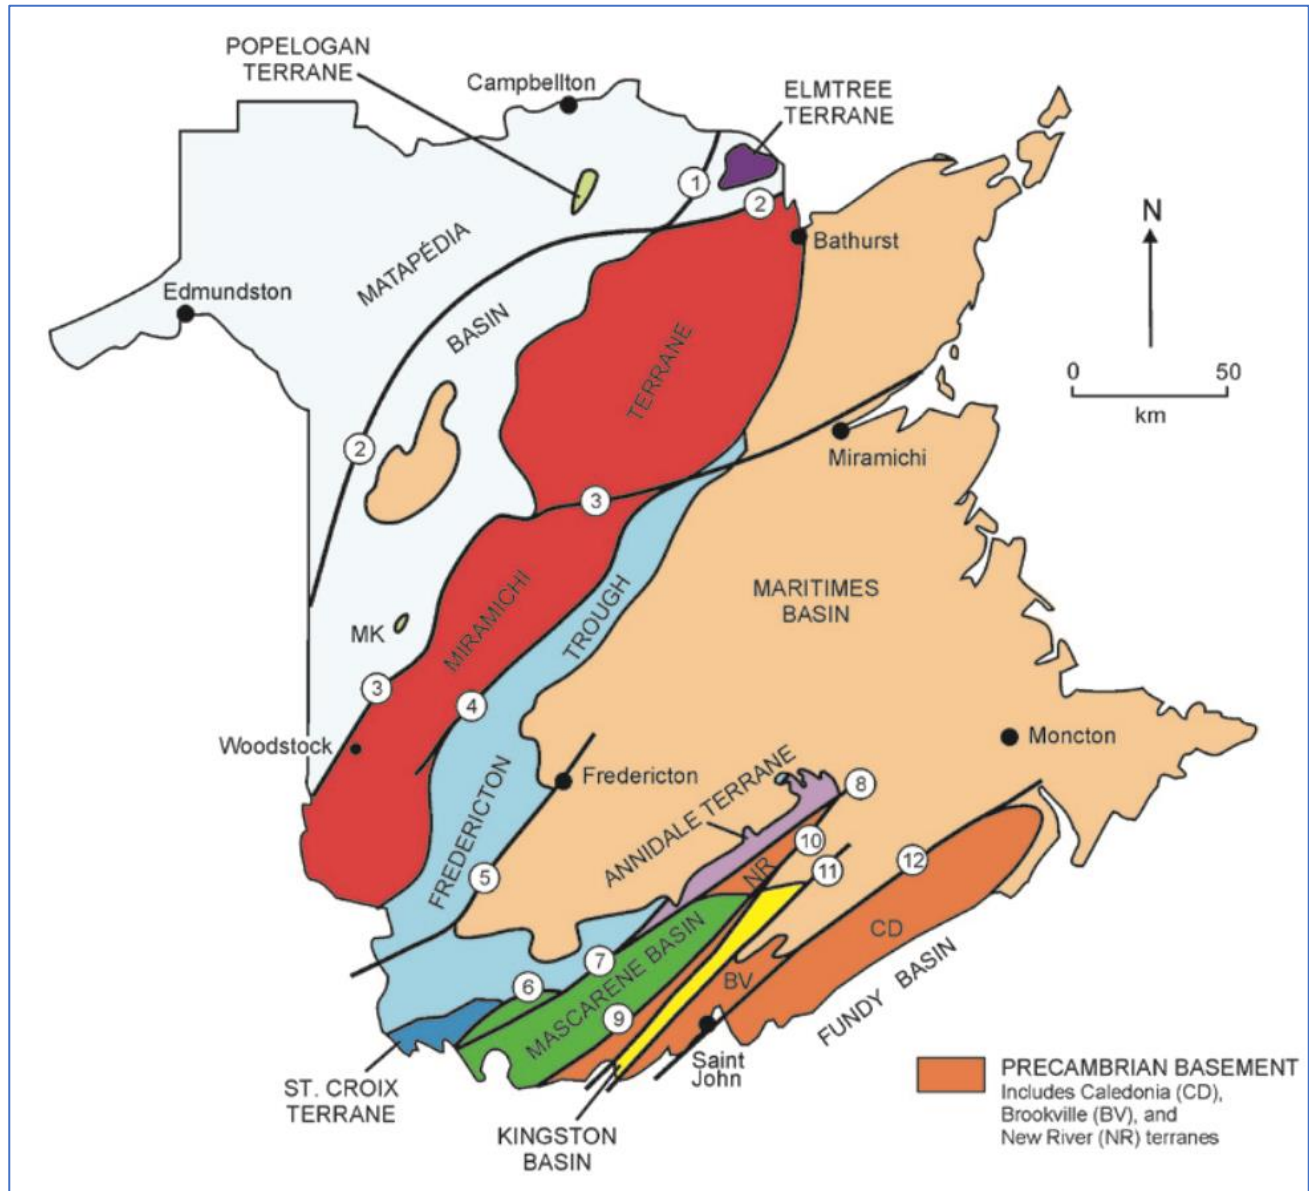 POPELOGAN
TERRANE
Campbellton
ELMTREE
TERRANE
1
2
N
Bathurst
MATAPÉDIA
Edmundston
BASIN
TERRANE
0 50
km
2
Miramichi
3
MARITIMES
BASIN
TROUGH
MIRAMICHI
MK
3
4
Woodstock
Moncton
Fredericton
FREDERICTON
ANNIDALE TERRANE
8
10
5
NR
11
12
CD
7
MASCARENE BASIN
6
BV
FUNDY BASIN
9
Saint
John
ST. CROIX
TERRANE
KINGSTON
BASIN
PRECAMBRIAN BASEMENT
Includes Caledonia (CD),
Brookville (BV), and
New River (NR) terranes